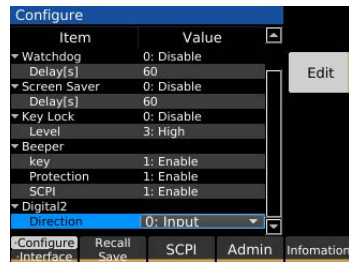 Configure
Item Value
Watchdog 0: Disable
Delay[s] 60
Edit
Screen Saver 0: Disable
Delay[s] 60
Key Lock 0: Disable
Level 3: High
Beeper
key 1: Enable
Protection 1: Enable
SCPI 1: Enable
Digital2
Direction 0: Input
·Configure Recall SCPI Admin Infomation
·Interface Save